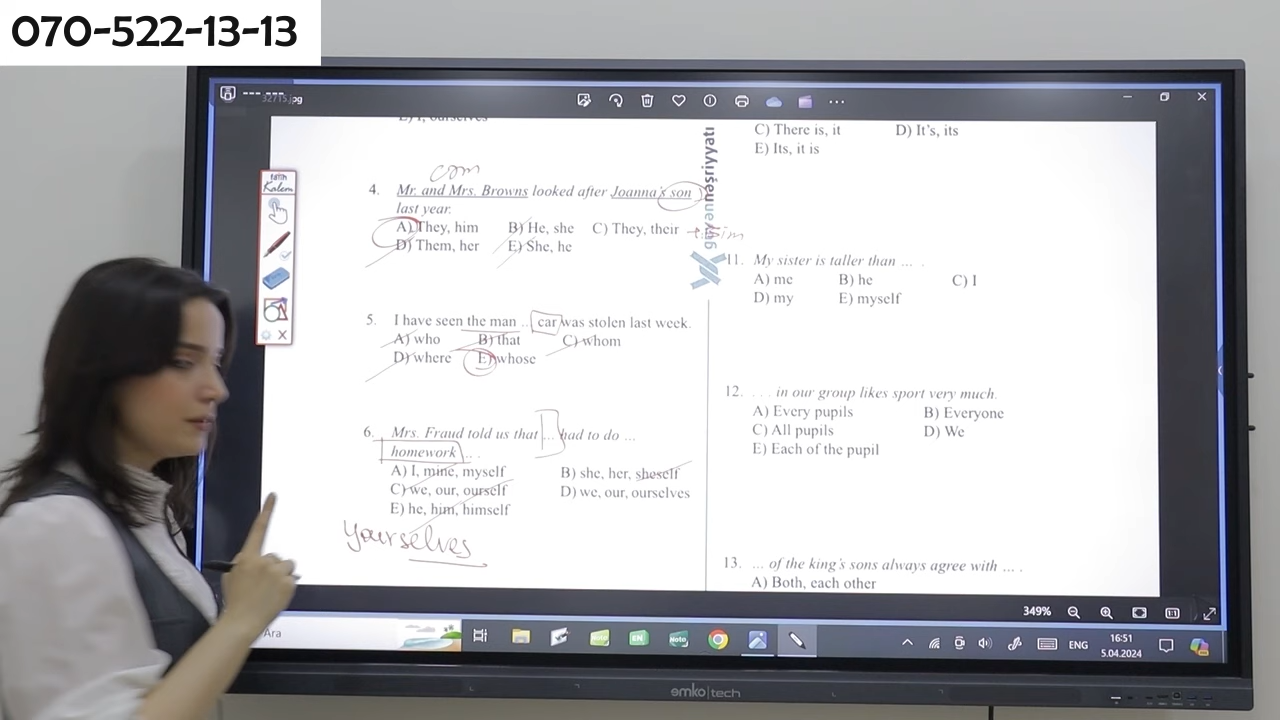 070-522-13-13
32715.jpg
Kalem
C) There is, it D) It's, its
E) Its, it is
4. Mr. and Mrs. Browns looked after Joanna's son
last year.
A) They, him B) He, she C) They, their
D) Them, her E) She, he
5. I have seen the man ... car was stolen last week.
A) who B) that C) whom
D) where E) whose
6. Mrs. Fraud told us that ... had to do ...
homework ... .
A) I, mine, myself B) she, her, sheself
C) we, our, ourself D) we, our, ourselves
E) he, him, himself
Yourselves
güvənnəşriyyatı
11. My sister is taller than ... .
A) me B) he C) I
D) my E) myself
12. . . . in our group likes sport very much.
A) Every pupils B) Everyone
C) All pupils D) We
E) Each of the pupil
13. ... of the king's sons always agree with ... .
A) Both, each other
349%
Ara
EN
ENG
16:51
5.04.2024
emko|tech